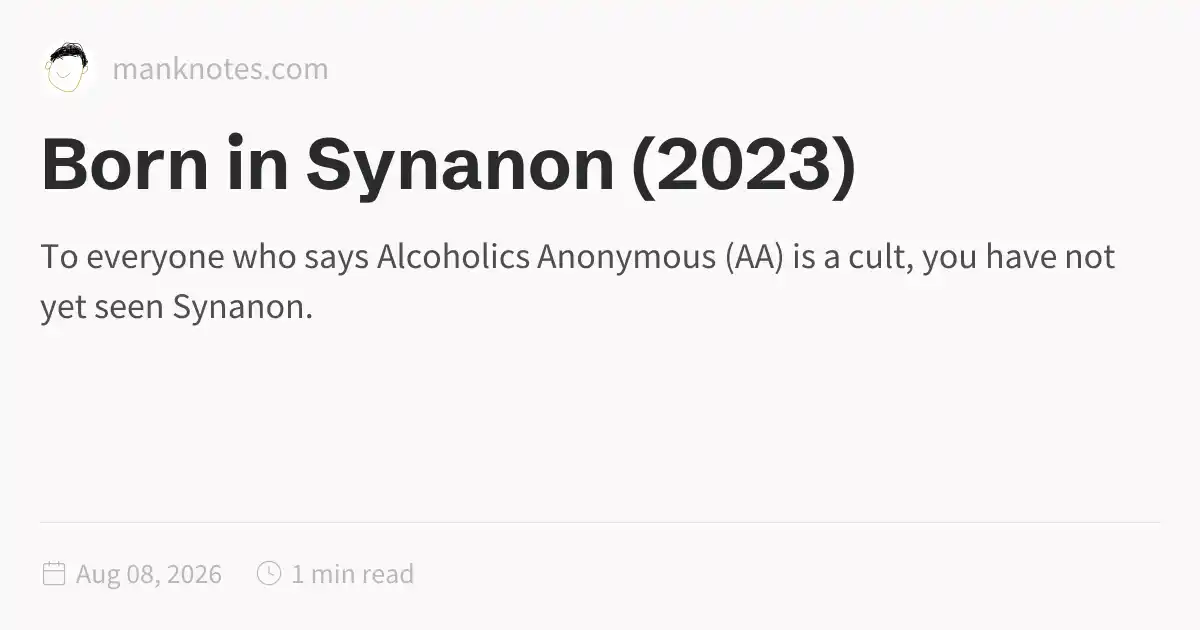 manknotes.com
Born in Synanon (2023)
To everyone who says Alcoholics Anonymous (AA) is a cult, you have not
yet seen Synanon.
Aug 08, 2026
1 min read